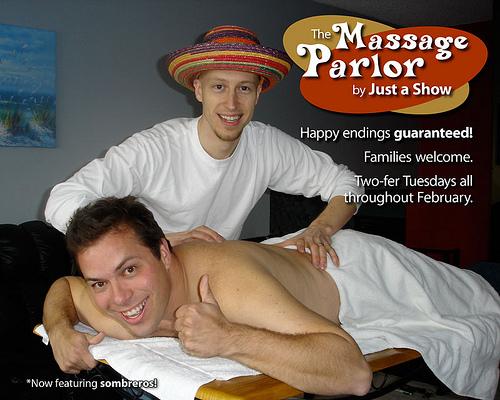 The Massage
Parlor
by Just a Show
Happy endings guaranteed!
Families welcome.
Two-fer Tuesdays all
throughout February.
*Now featuring sombreros!